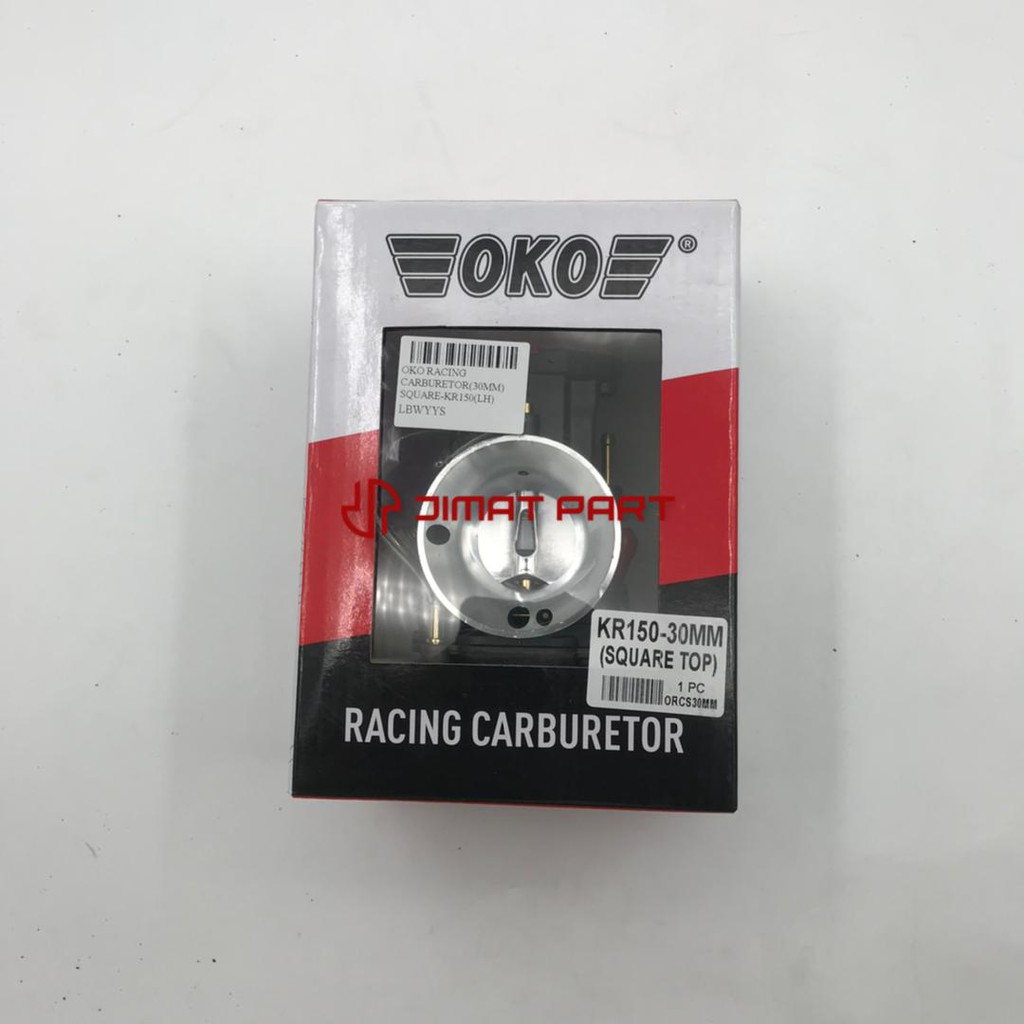 OKO®
OKO RACING
CARBURETOR(30MM)
SQUARE-KR150(LH)
LBWYYS
JIMAT PART
KR150-30MM
(SQUARE TOP)
1 PC
ORCS30MM
RACING CARBURETOR